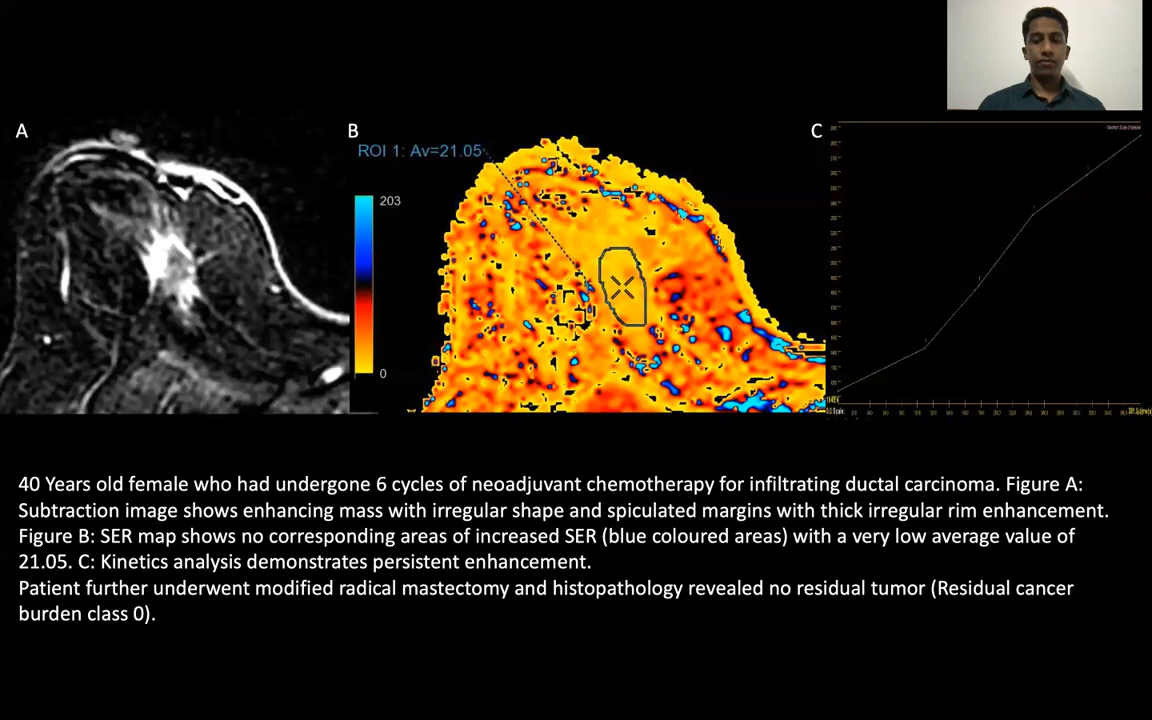 A
B
C
ROI 1: Av=21.05
203
0
40 Years old female who had undergone 6 cycles of neoadjuvant chemotherapy for infiltrating ductal carcinoma. Figure A:
Subtraction image shows enhancing mass with irregular shape and spiculated margins with thick irregular rim enhancement.
Figure B: SER map shows no corresponding areas of increased SER (blue coloured areas) with a very low average value of
21.05. C: Kinetics analysis demonstrates persistent enhancement.
Patient further underwent modified radical mastectomy and histopathology revealed no residual tumor (Residual cancer
burden class 0).